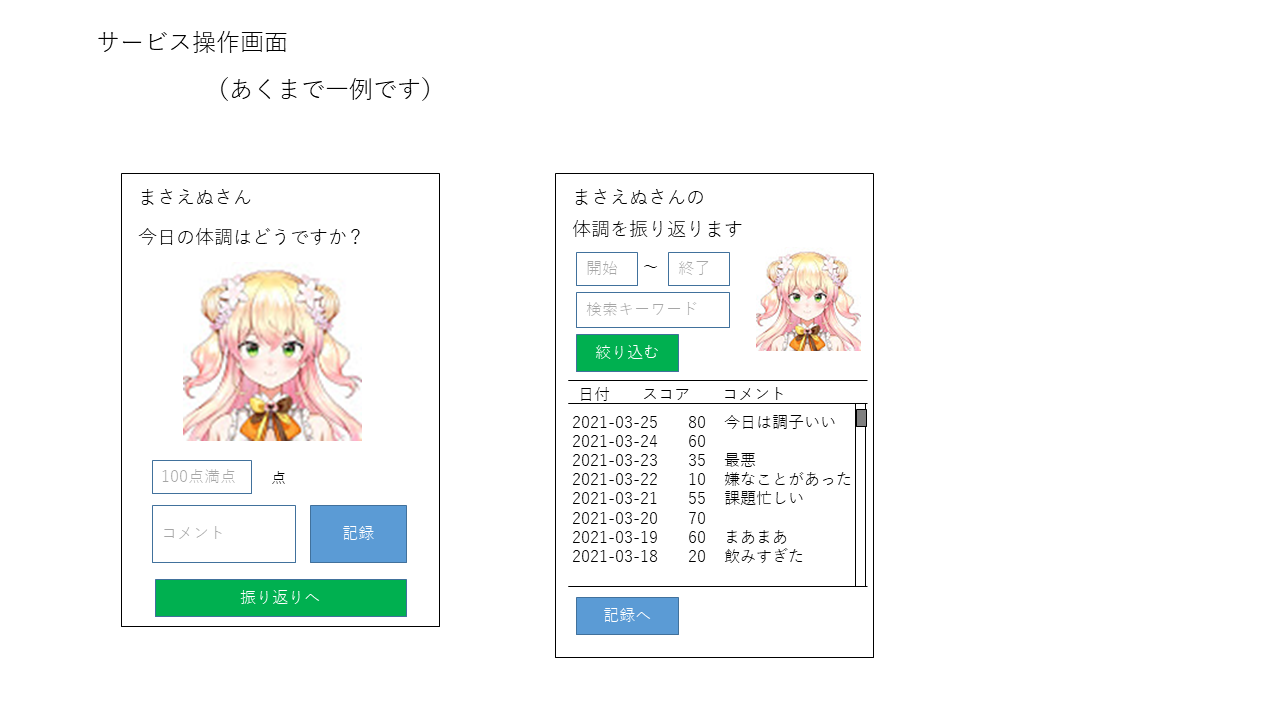 サービス操作画面
（あくまで一例です）
まさえぬさん
今日の体調はどうですか？
100点満点 点
コメント 記録
振り返りへ
まさえぬさんの
体調を振り返ります
開始 ～ 終了
検索キーワード
絞り込む
日付 スコア コメント
2021-03-25 80 今日は調子いい
2021-03-24 60
2021-03-23 35 最悪
2021-03-22 10 嫌なことがあった
2021-03-21 55 課題忙しい
2021-03-20 70
2021-03-19 60 まあまあ
2021-03-18 20 飲みすぎた
記録へ